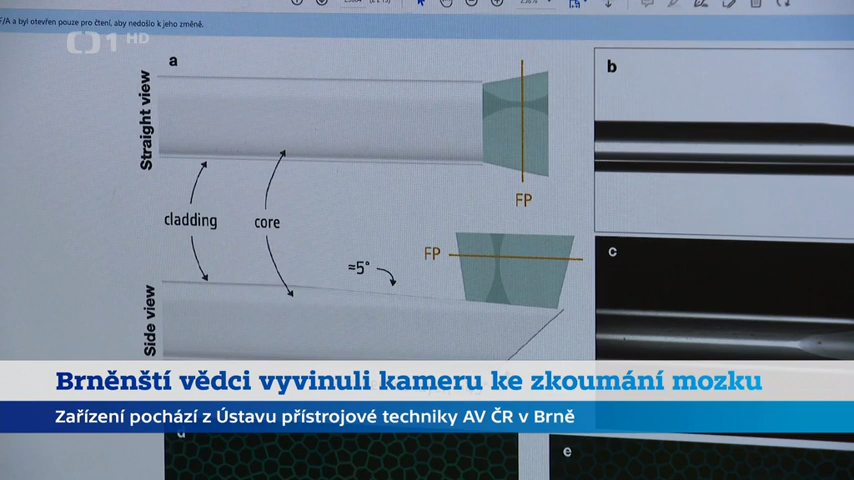 F/A a byl otevřen pouze pro čtení, aby nedošlo k jeho změně.
1 HD
a
b
Straight view
FP
cladding
core
FP
≈5°
c
Side view
Brněnští vědci vyvinuli kameru ke zkoumání mozku
Zařízení pochází z Ústavu přístrojové techniky AV ČR v Brně
d
e